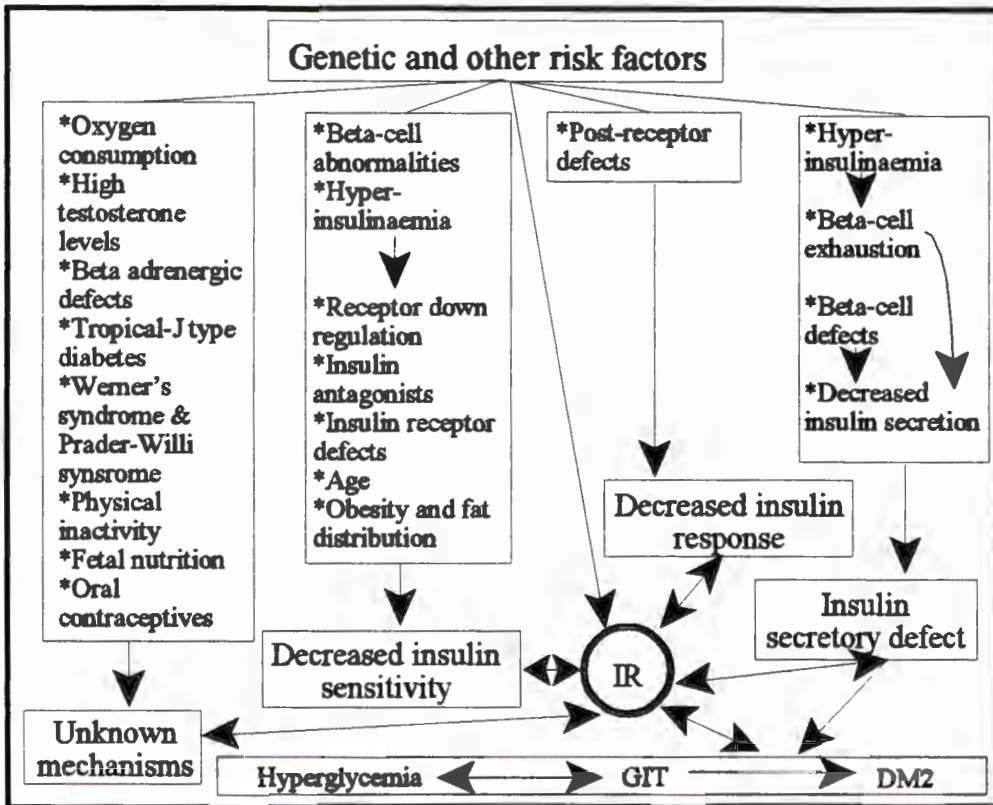 Genetic and other risk factors
*Oxygen
consumption
*High
testosterone
levels
*Beta adrenergic
defects
*Tropical-J type
diabetes
*Werner's
syndrome &
Prader-Willi
synsrome
*Physical
inactivity
*Fetal nutrition
*Oral
contraceptives
*Beta-cell
abnormalities
*Hyper-
insulinaemia
*Receptor down
regulation
*Insulin
antagonists
*Insulin receptor
defects
*Age
*Obesity and fat
distribution
*Post-receptor
defects
*Hyper-
insulinaemia
*Beta-cell
exhaustion
*Beta-cell
defects
*Decreased
insulin secretion
Decreased insulin
response
Insulin
secretory defect
Decreased insulin
sensitivity
IR
Unknown
mechanisms
Hyperglycemia GIT DM2